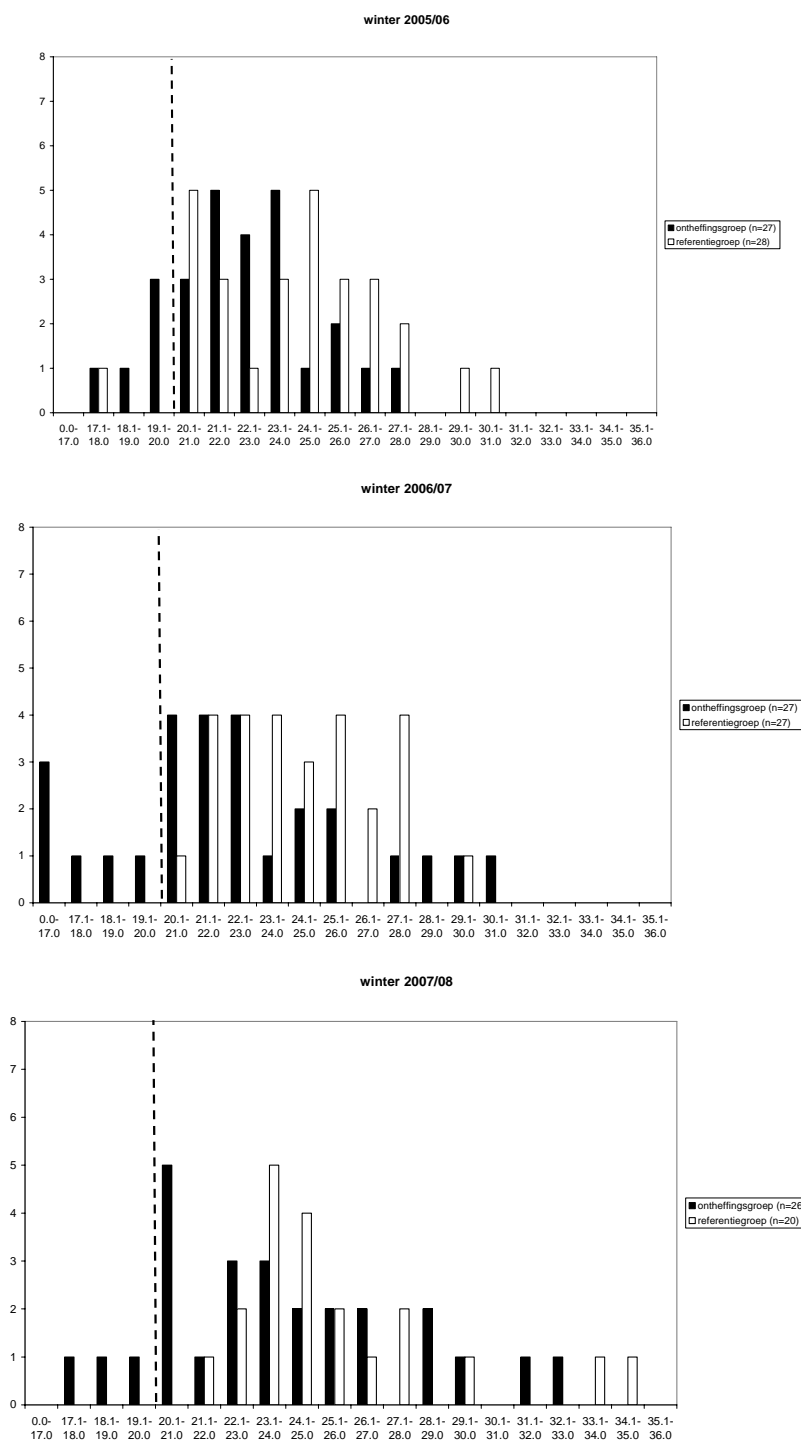 winter 2005/06
8
7
6
5
4
3
2
1
0
0.0- 17.1- 18.1- 19.1- 20.1- 21.1- 22.1- 23.1- 24.1- 25.1- 26.1- 27.1- 28.1- 29.1- 30.1- 31.1- 32.1- 33.1- 34.1- 35.1-
17.0 18.0 19.0 20.0 21.0 22.0 23.0 24.0 25.0 26.0 27.0 28.0 29.0 30.0 31.0 32.0 33.0 34.0 35.0 36.0
ontheffingsgroep (n=27)
referentiegroep (n=28)
winter 2006/07
8
7
6
5
4
3
2
1
0
0.0- 17.1- 18.1- 19.1- 20.1- 21.1- 22.1- 23.1- 24.1- 25.1- 26.1- 27.1- 28.1- 29.1- 30.1- 31.1- 32.1- 33.1- 34.1- 35.1-
17.0 18.0 19.0 20.0 21.0 22.0 23.0 24.0 25.0 26.0 27.0 28.0 29.0 30.0 31.0 32.0 33.0 34.0 35.0 36.0
ontheffingsgroep (n=27)
referentiegroep (n=27)
winter 2007/08
8
7
6
5
4
3
2
1
0
0.0- 17.1- 18.1- 19.1- 20.1- 21.1- 22.1- 23.1- 24.1- 25.1- 26.1- 27.1- 28.1- 29.1- 30.1- 31.1- 32.1- 33.1- 34.1- 35.1-
17.0 18.0 19.0 20.0 21.0 22.0 23.0 24.0 25.0 26.0 27.0 28.0 29.0 30.0 31.0 32.0 33.0 34.0 35.0 36.0
ontheffingsgroep (n=26
referentiegroep (n=20)